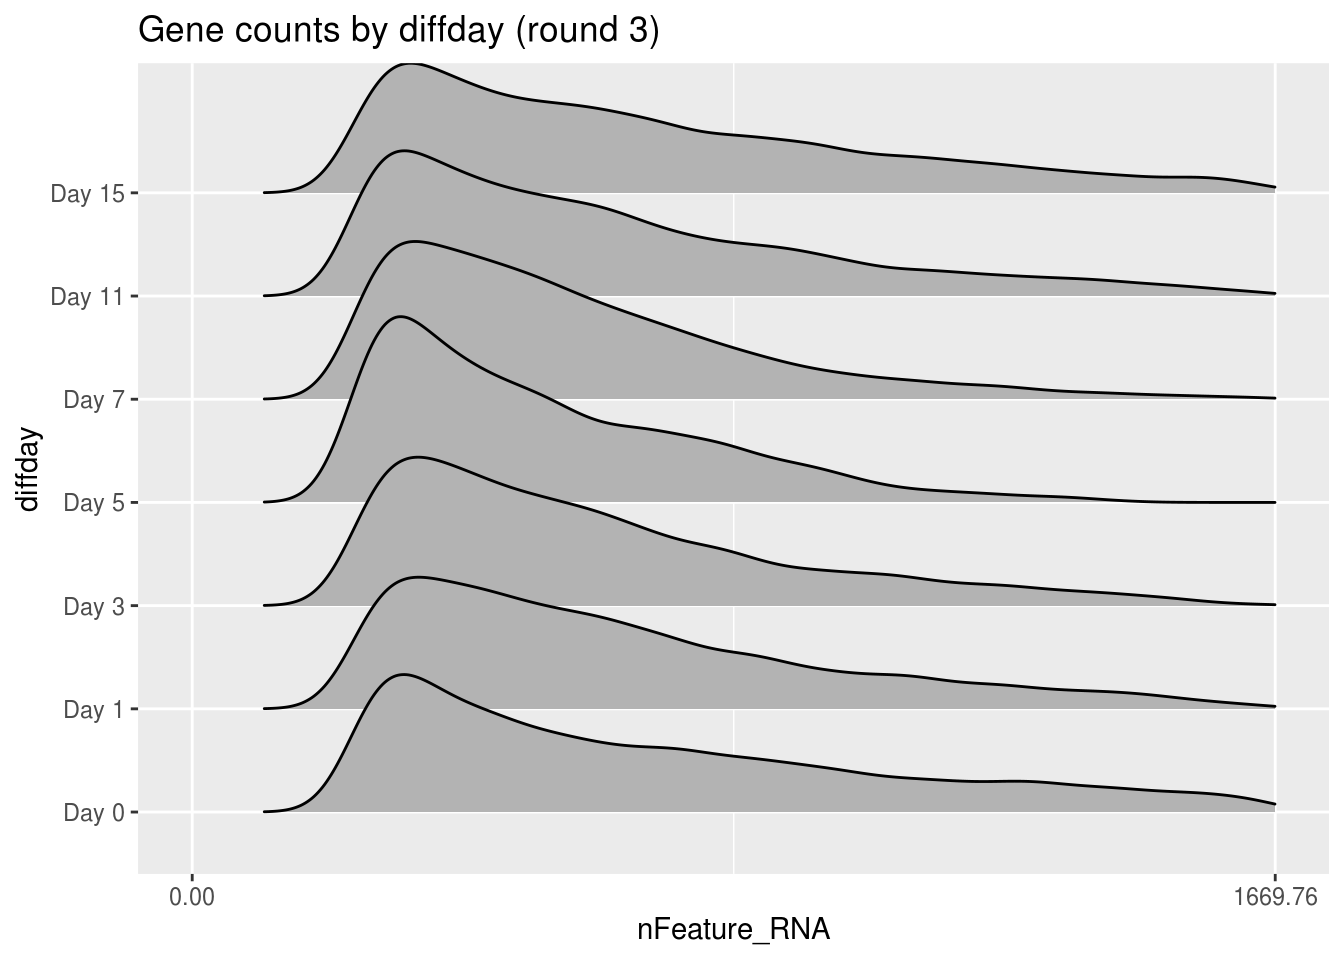 Gene counts by diffday (round 3)
Day 15
Day 11
Day 7
Day 5
Day 3
Day 1
Day 0
diffday
0.00
1669.76
nFeature_RNA